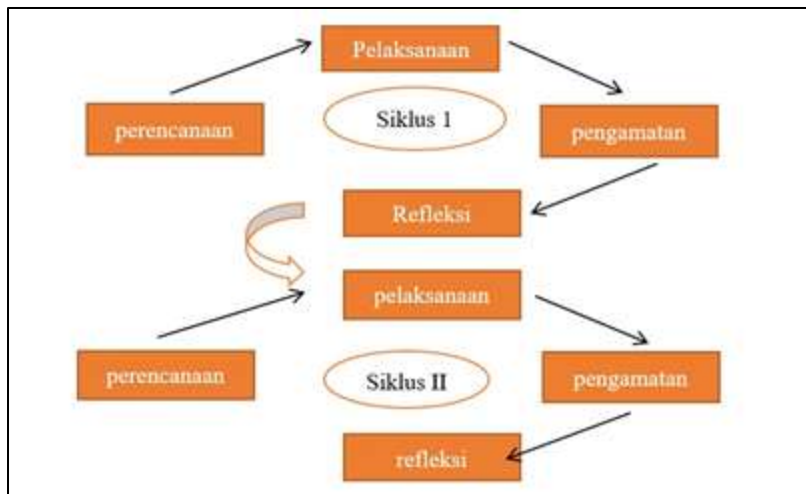 Pelaksanaan
perencanaan
Siklus 1
pengamatan
Refleksi
pelaksanaan
perencanaan
Siklus II
pengamatan
refleksi